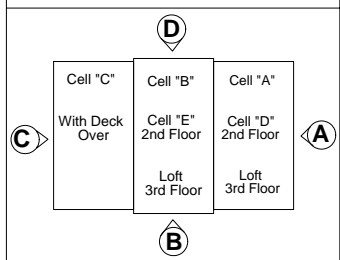 D
Cell "C"
Cell "B"
Cell "A"
With Deck
Over
Cell "E"
2nd Floor
Cell "D"
2nd Floor
C
A
Loft
3rd Floor
Loft
3rd Floor
B